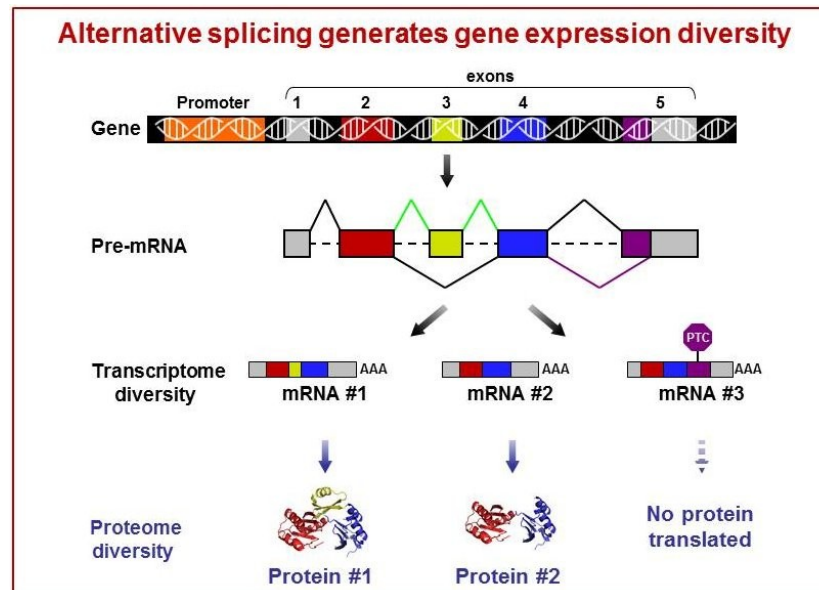 Alternative splicing generates gene expression diversity
exons
Promoter 1 2 3 4 5
Gene
Pre-mRNA
PTC
Transcriptome
diversity
AAA AAA AAA
mRNA #1 mRNA #2 mRNA #3
Proteome
diversity
No protein
translated
Protein #1 Protein #2